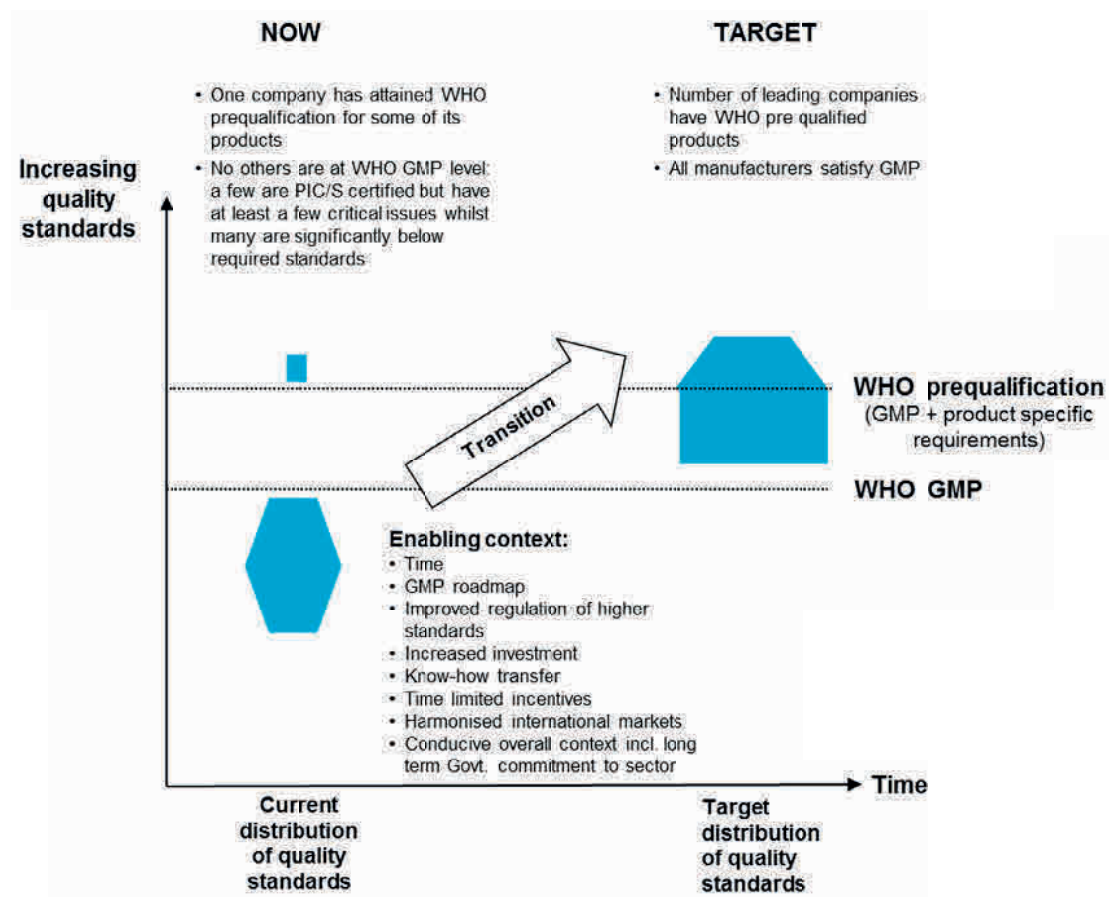 NOW
• One company has attained WHO
prequalification for some of its
products
• No others are at WHO GMP level:
a few are PIC/S certified but have
at least a few critical issues whilst
many are significantly below
required standards
TARGET
• Number of leading companies
have WHO pre qualified
products
• All manufacturers satisfy GMP
Increasing
quality
standards
Transition
WHO prequalification
(GMP + product specific
requirements)
WHO GMP
Enabling context:
• Time
• GMP roadmap
• Improved regulation of higher
standards
• Increased investment
• Know-how transfer
• Time limited incentives
• Harmonised international markets
• Conducive overall context incl. long
term Govt. commitment to sector
Time
Current
distribution
of quality
standards
Target
distribution
of quality
standards